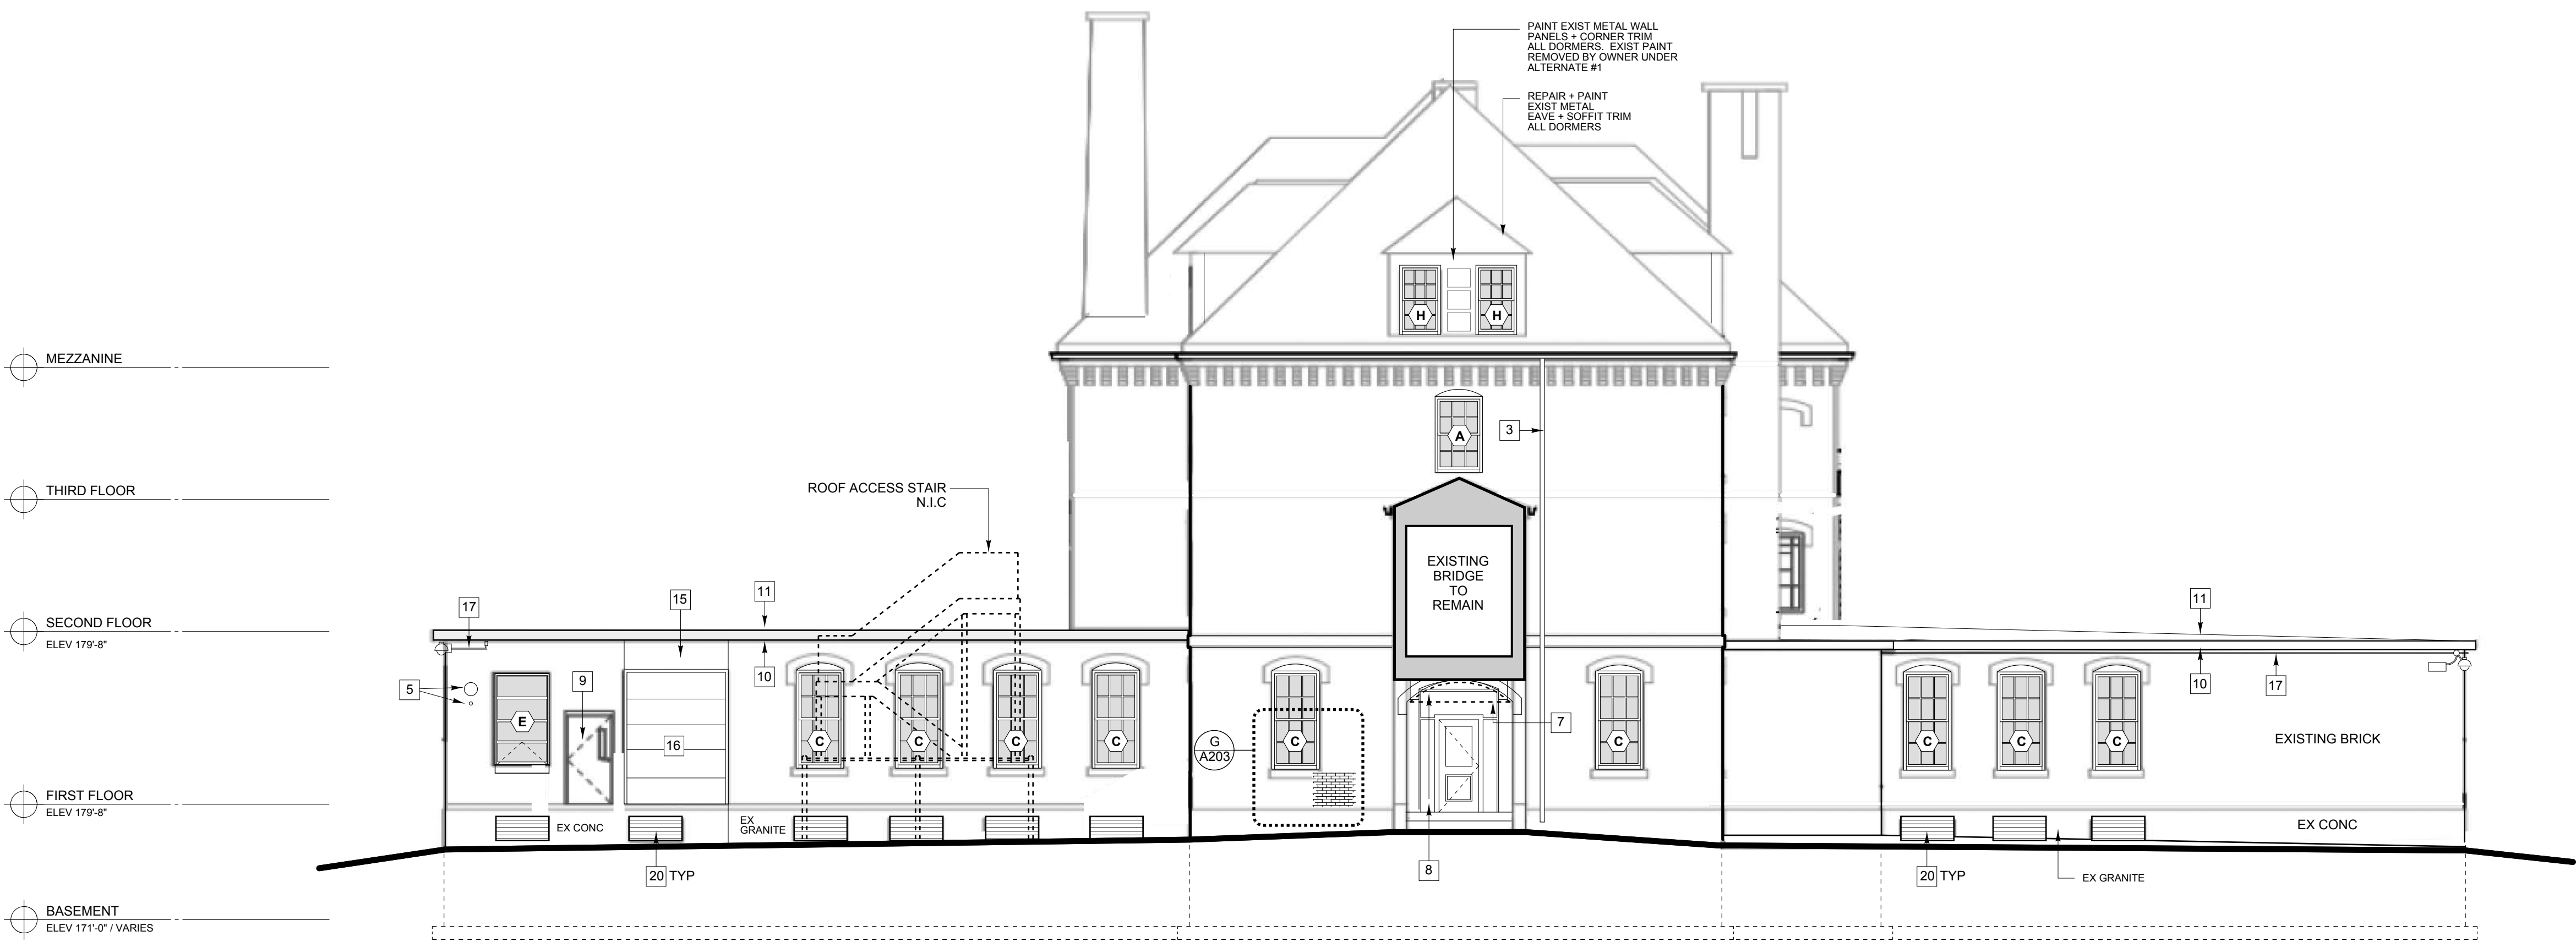 PAINT EXIST METAL WALL
PANELS + CORNER TRIM
ALL DORMERS. EXIST PAINT
REMOVED BY OWNER UNDER
ALTERNATE #1
REPAIR + PAINT
EXIST METAL
EAVE + SOFFIT TRIM
ALL DORMERS
H
H
MEZZANINE
A
3
THIRD FLOOR
ROOF ACCESS STAIR
N.I.C
EXISTING
BRIDGE
TO
REMAIN
SECOND FLOOR
ELEV 179'-8"
17
15
11
11
5
9
10
10
17
E
16
C
C
C
C
G
A203
C
7
C
C
C
C
EXISTING BRICK
FIRST FLOOR
ELEV 179'-8"
EX CONC
EX
GRANITE
EX CONC
20 TYP
8
20 TYP
EX GRANITE
BASEMENT
ELEV 171'-0" / VARIES